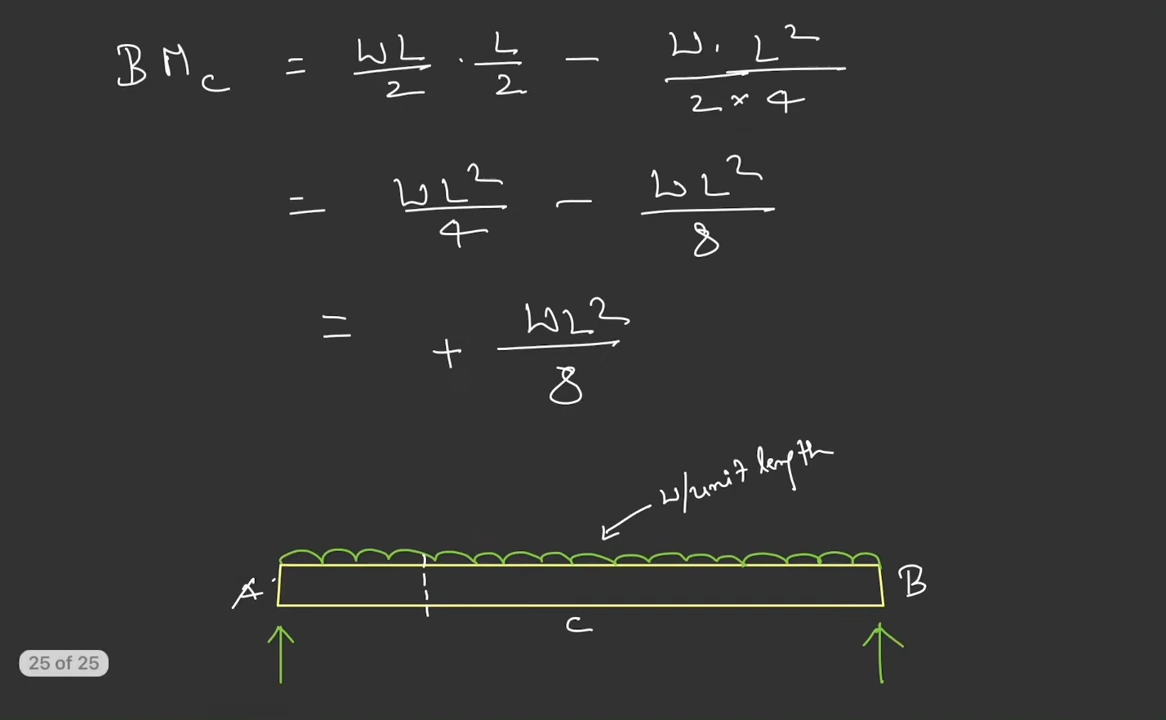 BM_C = WL/2 · L/2 − W. L²/2×4
= WL²/4 − WL²/8
= + WL²/8
W/unit length
A B
C
25 of 25